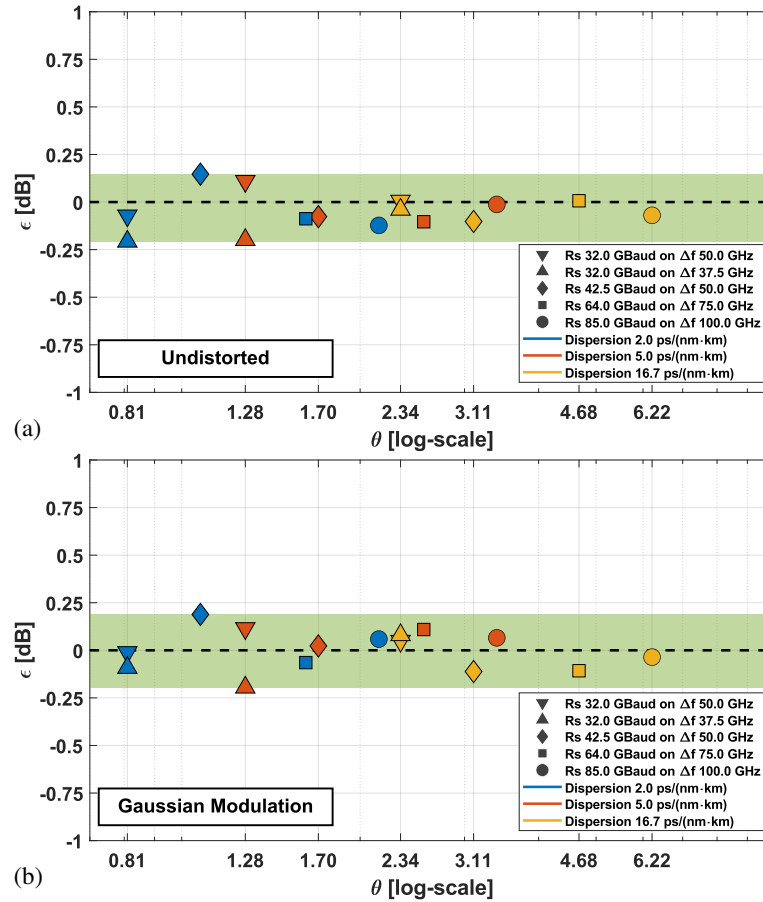 1
0.75
0.5
0.25
0
-0.25
-0.5
-0.75
-1
ϵ [dB]
Rs 32.0 GBaud on Δf 50.0 GHz
Rs 32.0 GBaud on Δf 37.5 GHz
Rs 42.5 GBaud on Δf 50.0 GHz
Rs 64.0 GBaud on Δf 75.0 GHz
Rs 85.0 GBaud on Δf 100.0 GHz
Dispersion 2.0 ps/(nm·km)
Dispersion 5.0 ps/(nm·km)
Dispersion 16.7 ps/(nm·km)
Undistorted
0.81 1.28 1.70 2.34 3.11 4.68 6.22
(a)
θ [log-scale]
1
0.75
0.5
0.25
0
-0.25
-0.5
-0.75
-1
ϵ [dB]
Rs 32.0 GBaud on Δf 50.0 GHz
Rs 32.0 GBaud on Δf 37.5 GHz
Rs 42.5 GBaud on Δf 50.0 GHz
Rs 64.0 GBaud on Δf 75.0 GHz
Rs 85.0 GBaud on Δf 100.0 GHz
Dispersion 2.0 ps/(nm·km)
Dispersion 5.0 ps/(nm·km)
Dispersion 16.7 ps/(nm·km)
Gaussian Modulation
0.81 1.28 1.70 2.34 3.11 4.68 6.22
(b)
θ [log-scale]